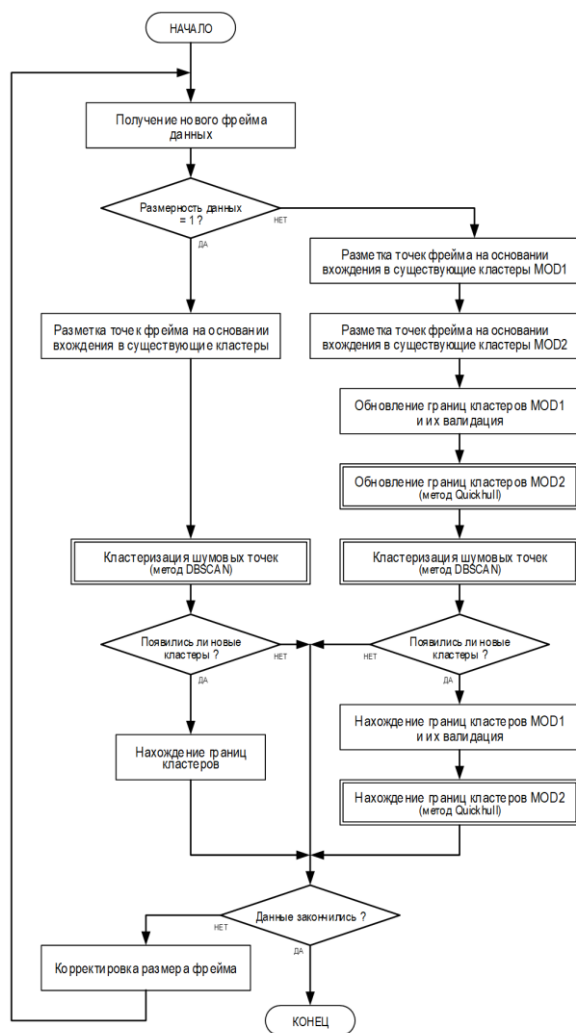 НАЧАЛО
Получение нового фрейма
данных
Размерность данных
= 1 ?
НЕТ
ДА
Разметка точек фрейма на основании
вхождения в существующие кластеры MOD1
Разметка точек фрейма на основании
вхождения в существующие кластеры
Разметка точек фрейма на основании
вхождения в существующие кластеры MOD2
Обновление границ кластеров MOD1
и их валидация
Обновление границ кластеров MOD2
(метод Quickhull)
Кластеризация шумовых точек
(метод DBSCAN)
Кластеризация шумовых точек
(метод DBSCAN)
Появились ли новые
кластеры ?
НЕТ
ДА
Появились ли новые
кластеры ?
НЕТ
ДА
Нахождение границ
кластеров
Нахождение границ кластеров MOD1
и их валидация
Нахождение границ кластеров MOD2
(метод Quickhull)
Данные закончились ?
НЕТ
ДА
Корректировка размера фрейма
КОНЕЦ